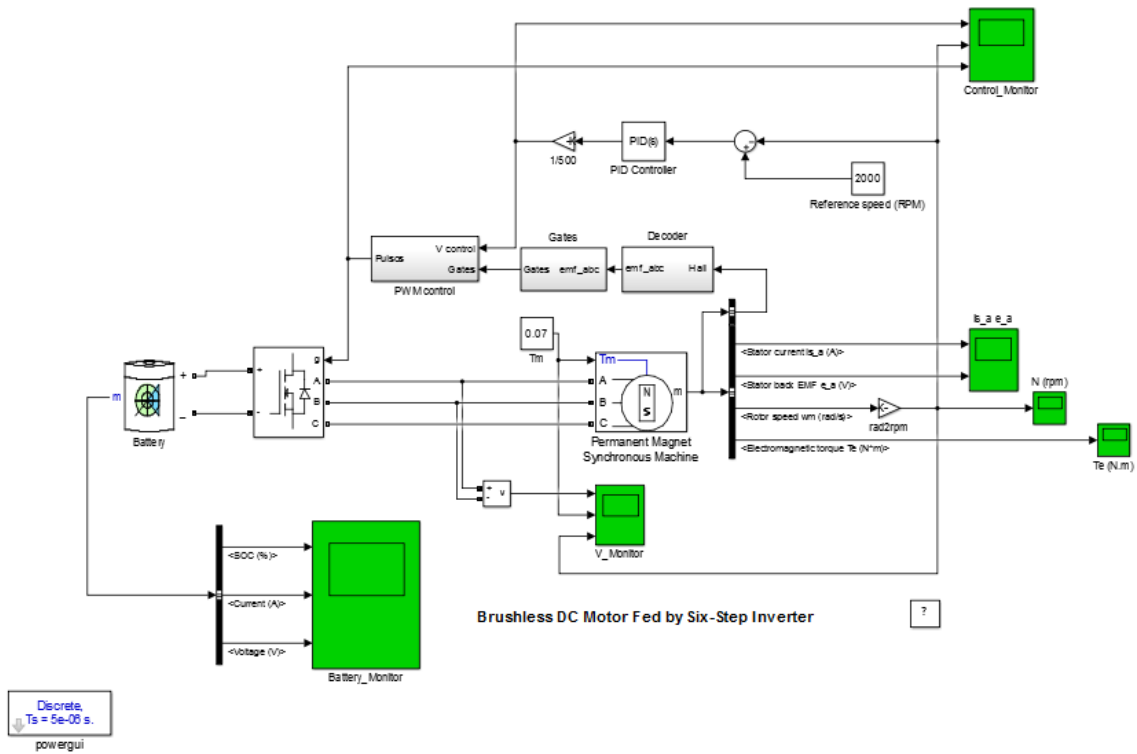 Control_Monitor
1/500
PID(s)
PID Controller
+
2000
Reference speed (RPM)
V control
Pulsos
Gates
PWM control
Gates
Gates emf_abc
Decoder
emf_abc Hall
0.07
Tm
Is_a e_a
<Stator current is_a (A)>
<Stator back EMF e_a (V)>
<Rotor speed wm (rad/s)>
<Electromagnetic torque Te (N*m)>
rad2rpm
N (rpm)
Te (N.m)
m
+
−
Battery
+
-
g
A
B
C
Tm
A
B
C
N
S
m
Permanent Magnet
Synchronous Machine
+
-
v
V_Monitor
<SOC (%)>
<Current (A)>
<Voltage (V)>
Battery_Monitor
Brushless DC Motor Fed by Six-Step Inverter
?
Discrete,
Ts = 5e-06 s.
powergui